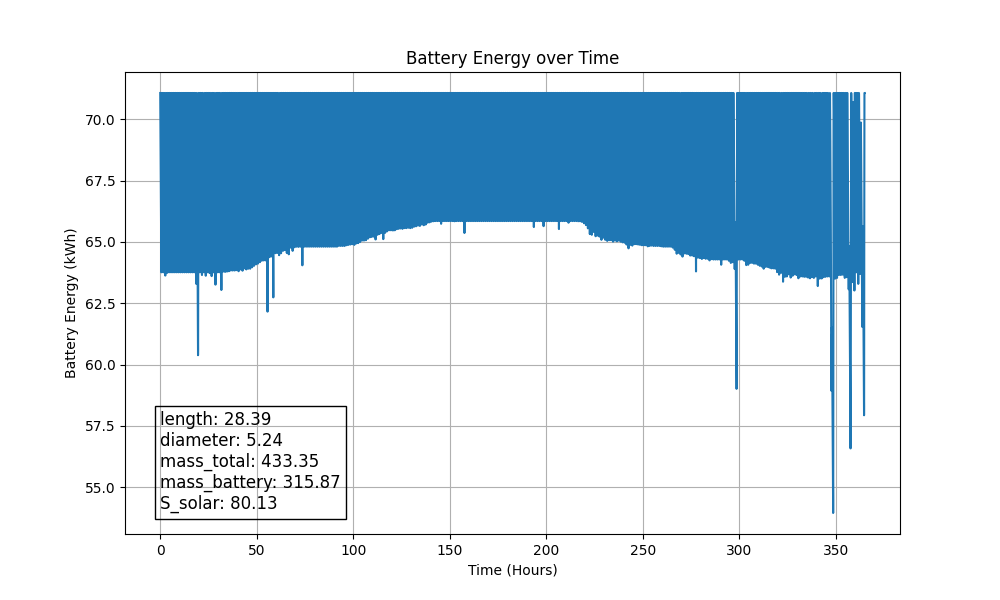 Battery Energy over Time
Battery Energy (kWh)
70.0
67.5
65.0
62.5
60.0
57.5
55.0
length: 28.39
diameter: 5.24
mass_total: 433.35
mass_battery: 315.87
S_solar: 80.13
0 50 100 150 200 250 300 350
Time (Hours)